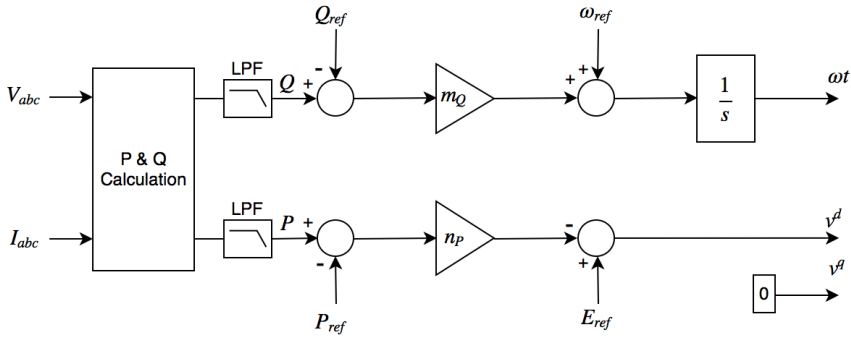 Q_ref
ω_ref
LPF
Q
-
+
+
+
V_abc
m_Q
1/s
ωt
P & Q
Calculation
LPF
P
+
-
-
+
I_abc
n_P
v^d
v^q
0
P_ref
E_ref